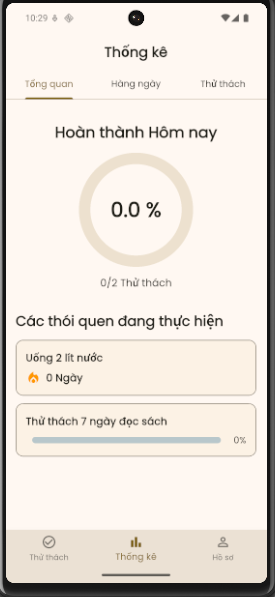 10:29
Thống kê
Tổng quan
Hàng ngày
Thử thách
Hoàn thành Hôm nay
0.0 %
0/2 Thử thách
Các thói quen đang thực hiện
Uống 2 lít nước
0 Ngày
Thử thách 7 ngày đọc sách
0%
Thử thách
Thống kê
Hồ sơ